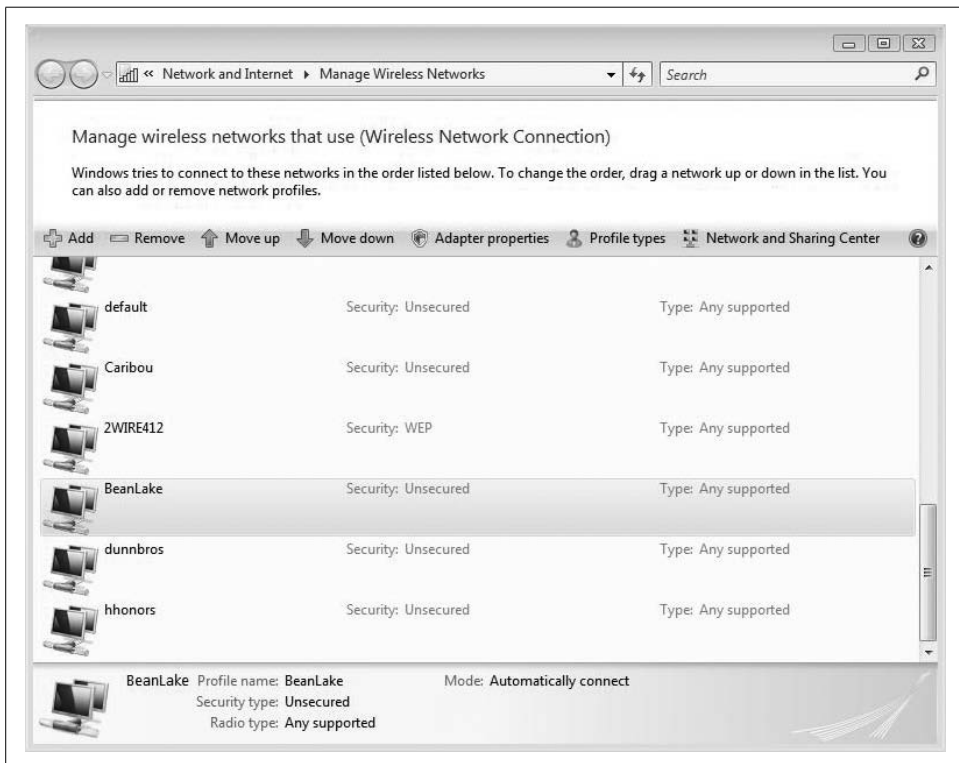 « Network and Internet ▸ Manage Wireless Networks Search
Manage wireless networks that use (Wireless Network Connection)
Windows tries to connect to these networks in the order listed below. To change the order, drag a network up or down in the list. You
can also add or remove network profiles.
Add Remove Move up Move down Adapter properties Profile types Network and Sharing Center
default Security: Unsecured Type: Any supported
Caribou Security: Unsecured Type: Any supported
2WIRE412 Security: WEP Type: Any supported
BeanLake Security: Unsecured Type: Any supported
dunnbros Security: Unsecured Type: Any supported
hhonors Security: Unsecured Type: Any supported
BeanLake Profile name: BeanLake Mode: Automatically connect
Security type: Unsecured
Radio type: Any supported